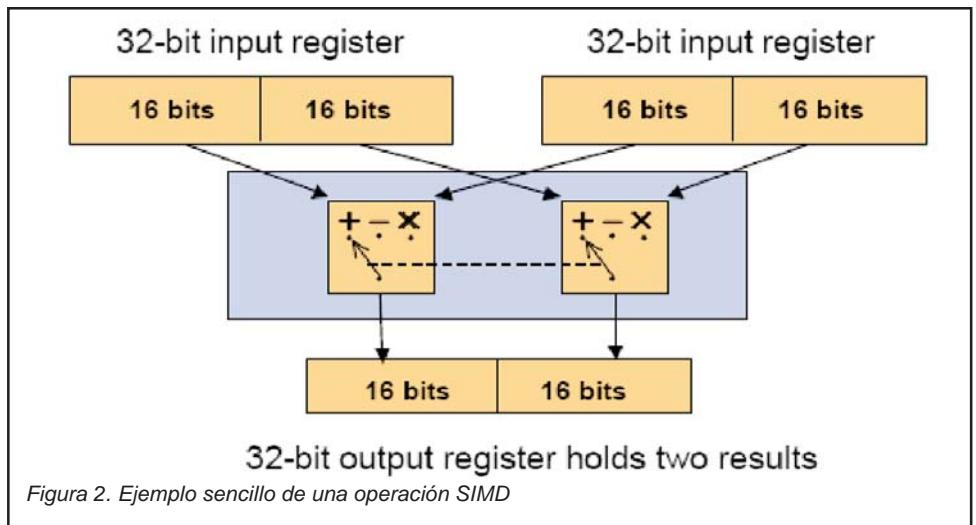 32-bit input register
32-bit input register
16 bits
16 bits
16 bits
16 bits
+ − ×
+ − ×
16 bits
16 bits
32-bit output register holds two results
Figura 2. Ejemplo sencillo de una operación SIMD